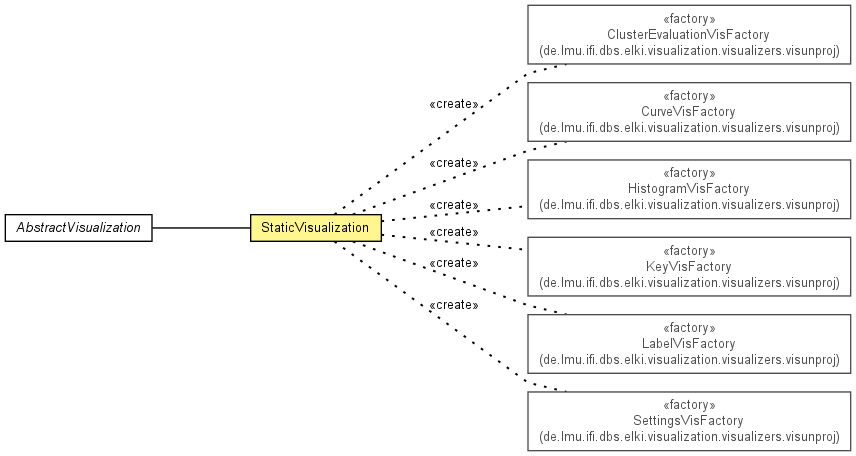 «factory»
ClusterEvaluationVisFactory
(de.lmu.ifi.dbs.elki.visualization.visualizers.visunproj)
«create»
«factory»
CurveVisFactory
(de.lmu.ifi.dbs.elki.visualization.visualizers.visunproj)
«create»
«factory»
HistogramVisFactory
(de.lmu.ifi.dbs.elki.visualization.visualizers.visunproj)
«create»
AbstractVisualization
StaticVisualization
«create»
«factory»
KeyVisFactory
(de.lmu.ifi.dbs.elki.visualization.visualizers.visunproj)
«create»
«factory»
LabelVisFactory
(de.lmu.ifi.dbs.elki.visualization.visualizers.visunproj)
«create»
«factory»
SettingsVisFactory
(de.lmu.ifi.dbs.elki.visualization.visualizers.visunproj)